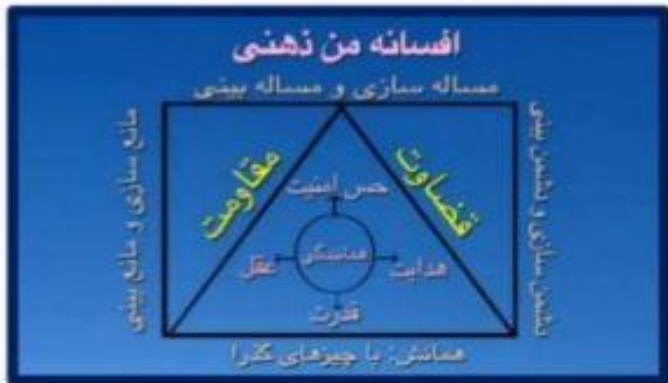 افسانه من ذهنی
مساله سازی و مساله بینی
مانع سازی و مانع بینی
دشمن سازی و دشمن بینی
مقاومت
قضاوت
حس امنیت
عقل
همانیدگی
هدایت
قدرت
همانش: با چیزهای گذرا